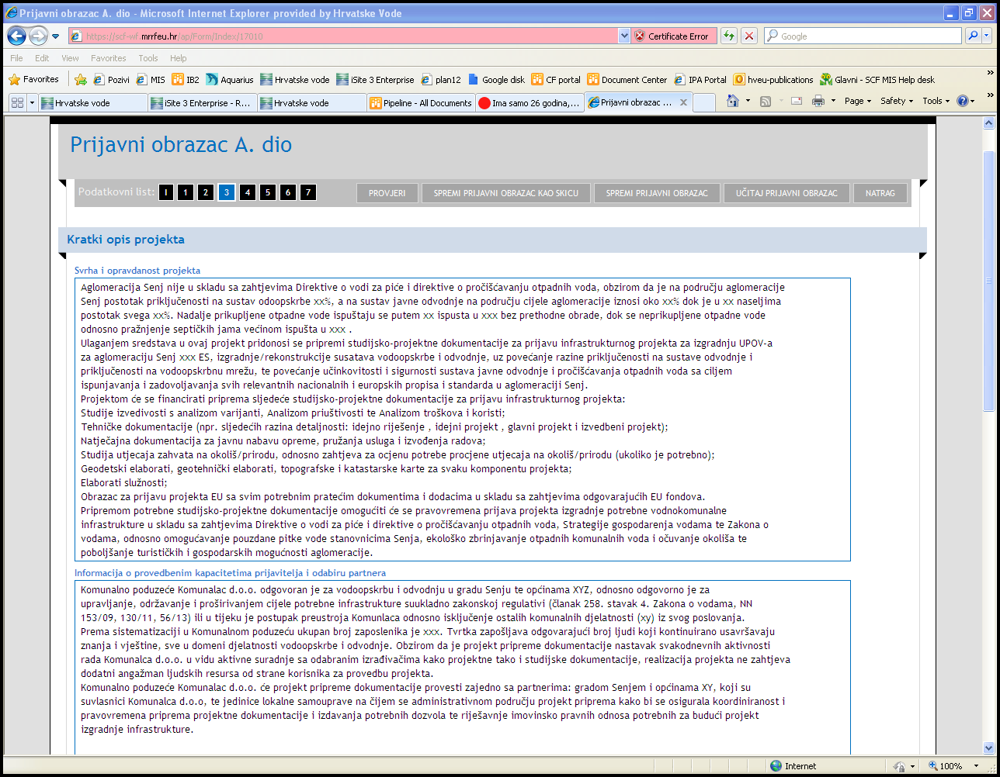 Prijavni obrazac A. dio - Microsoft Internet Explorer provided by Hrvatske Vode
https://scf-wf.mrrfeu.hr/ap/Form/Index/17010 Certificate Error Google
File Edit View Favorites Tools Help
Favorites Pozivi MIS IB2 Aquarius Hrvatske vode iSite 3 Enterprise plan12 Google disk CF portal Document Center IPA Portal hveu-publications Glavni - SCF MIS Help desk
Hrvatske vode iSite 3 Enterprise - R... Hrvatske vode Pipeline - All Documents Ima samo 26 godina,... Prijavni obrazac ... Page Safety Tools
Prijavni obrazac A. dio
Podatkovni list: I 1 2 3 4 5 6 7 PROVJERI SPREMI PRIJAVNI OBRAZAC KAO SKICU SPREMI PRIJAVNI OBRAZAC UČITAJ PRIJAVNI OBRAZAC NATRAG
Kratki opis projekta
Svrha i opravdanost projekta
Aglomeracija Senj nije u skladu sa zahtjevima Direktive o vodi za piće i direktive o pročišćavanju otpadnih voda, obzirom da je na području aglomeracije
Senj postotak priključenosti na sustav odoopskrbe xx%, a na sustav javne odvodnje na području cijele aglomeracije iznosi oko xx% dok je u xx naseljima
postotak svega xx%. Nadalje prikupljene otpadne vode ispuštaju se putem xx ispusta u xxx bez prethodne obrade, dok se neprikupljene otpadne vode
odnosno pražnjenje septičkih jama većinom ispušta u xxx .
Ulaganjem sredstava u ovaj projekt pridonosi se pripremi studijsko-projektne dokumentacije za prijavu infrastrukturnog projekta za izgradnju UPOV-a
za aglomeraciju Senj xxx ES, izgradnje/rekonstrukcije susatava vodoopskrbe i odvodnje, uz povećanje razine priključenosti na sustave odvodnje i
priključenosti na vodoopskrbnu mrežu, te povećanje učinkovitosti i sigurnosti sustava javne odvodnje i pročišćavanja otpadnih voda sa ciljem
ispunjavanja i zadovoljavanja svih relevantnih nacionalnih i europskih propisa i standarda u aglomeraciji Senj.
Projektom će se financirati priprema sljedeće studijsko-projektne dokumentacije za prijavu infrastrukturnog projekta:
Studije izvedivosti s analizom varijanti, Analizom priuštivosti te Analizom troškova i koristi;
Tehničke dokumentacije (npr. sljedećih razina detaljnosti: idejno riješenje , idejni projekt , glavni projekt i izvedbeni projekt);
Natječajna dokumentacija za javnu nabavu opreme, pružanja usluga i izvođenja radova;
Studija utjecaja zahvata na okoliš/prirodu, odnosno zahtjeva za ocjenu potrebe procjene utjecaja na okoliš/prirodu (ukoliko je potrebno);
Geodetski elaborati, geotehnički elaborati, topografske i katastarske karte za svaku komponentu projekta;
Elaborati služnosti;
Obrazac za prijavu projekta EU sa svim potrebnim pratećim dokumentima i dodacima u skladu sa zahtjevima odgovarajućih EU fondova.
Pripremom potrebne studijsko-projektne dokumentacije omogućiti će se pravovremena prijava projekta izgradnje potrebne vodnokomunalne
infrastrukture u skladu sa zahtjevima Direktive o vodi za piće i direktive o pročišćavanju otpadnih voda, Strategije gospodarenja vodama te Zakona o
vodama, odnosno omogućavanje pouzdane pitke vode stanovnicima Senja, ekološko zbrinjavanje otpadnih komunalnih voda i očuvanje okoliša te
poboljšanje turističkih i gospodarskih mogućnosti aglomeracije.
Informacija o provedbenim kapacitetima prijavitelja i odabiru partnera
Komunalno poduzeće Komunalac d.o.o. odgovoran je za vodoopskrbu i odvodnju u gradu Senju te općinama XYZ, odnosno odgovorno je za
upravljanje, održavanje i proširivanjem cijele potrebne infrastrukture suukladno zakonskoj regulativi (članak 258. stavak 4. Zakona o vodama, NN
153/09, 130/11, 56/13) ili u tijeku je postupak preustroja Komunlaca odnosno isključenje ostalih komunalnih djelatnosti (xy) iz svog poslovanja.
Prema sistematizaciji u Komunalnom poduzeću ukupan broj zaposlenika je xxx. Tvrtka zapošljava odgovarajući broj ljudi koji kontinuirano usavršavaju
znanja i vještine, sve u domeni djelatnosti vodoopskrbe i odvodnje. Obzirom da je projekt pripreme dokumentacije nastavak svakodnevnih aktivnosti
rada Komunalca d.o.o. u vidu aktivne suradnje sa odabranim izrađivačima kako projektne tako i studijske dokumentacije, realizacija projekta ne zahtjeva
dodatni angažman ljudskih resursa od strane korisnika za provedbu projekta.
Komunalno poduzeće Komunalac d.o.o. će projekt pripreme dokumentacije provesti zajedno sa partnerima: gradom Senjem i općinama XY, koji su
suvlasnici Komunalca d.o.o, te jedinice lokalne samouprave na čijem se administrativnom području projekt priprema kako bi se osigurala koordiniranost i
pravovremena priprema projektne dokumentacije i izdavanja potrebnih dozvola te riješavnje imovinsko pravnih odnosa potrebnih za budući projekt
izgradnje infrastrukture.
Internet 100%